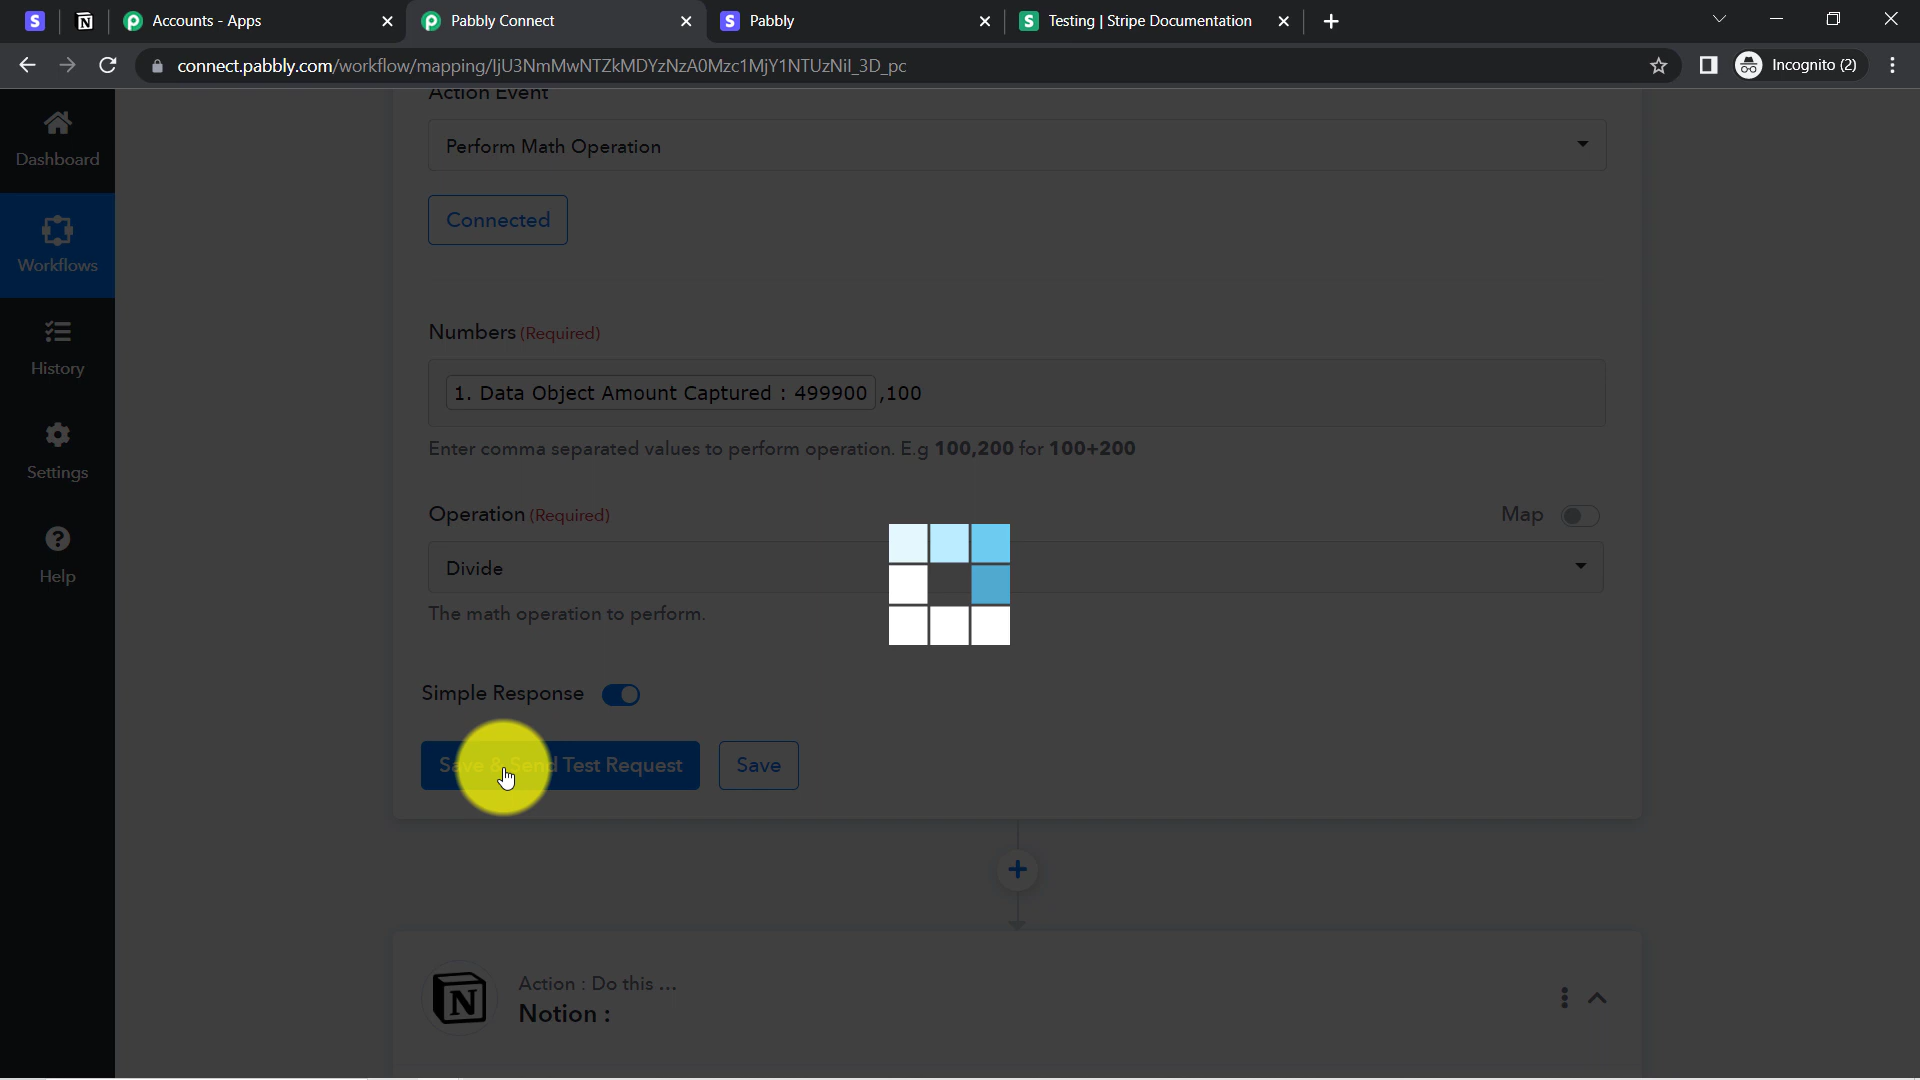 S
Accounts - Apps
Pabbly Connect
S
Pabbly
S
Testing | Stripe Documentation
connect.pabbly.com/workflow/mapping/IjU3NmMwNTZkMDYzNzA0Mzc1MjY1NTUzNiI_3D_pc
Incognito (2)
Dashboard
Workflows
History
Settings
Help
Action Event
Perform Math Operation
Connected
Numbers (Required)
1. Data Object Amount Captured : 499900 ,100
Enter comma separated values to perform operation. E.g 100,200 for 100+200
Operation (Required)
Map
Divide
The math operation to perform.
Simple Response
Save & Send Test Request
Save
+
Action : Do this ...
Notion :